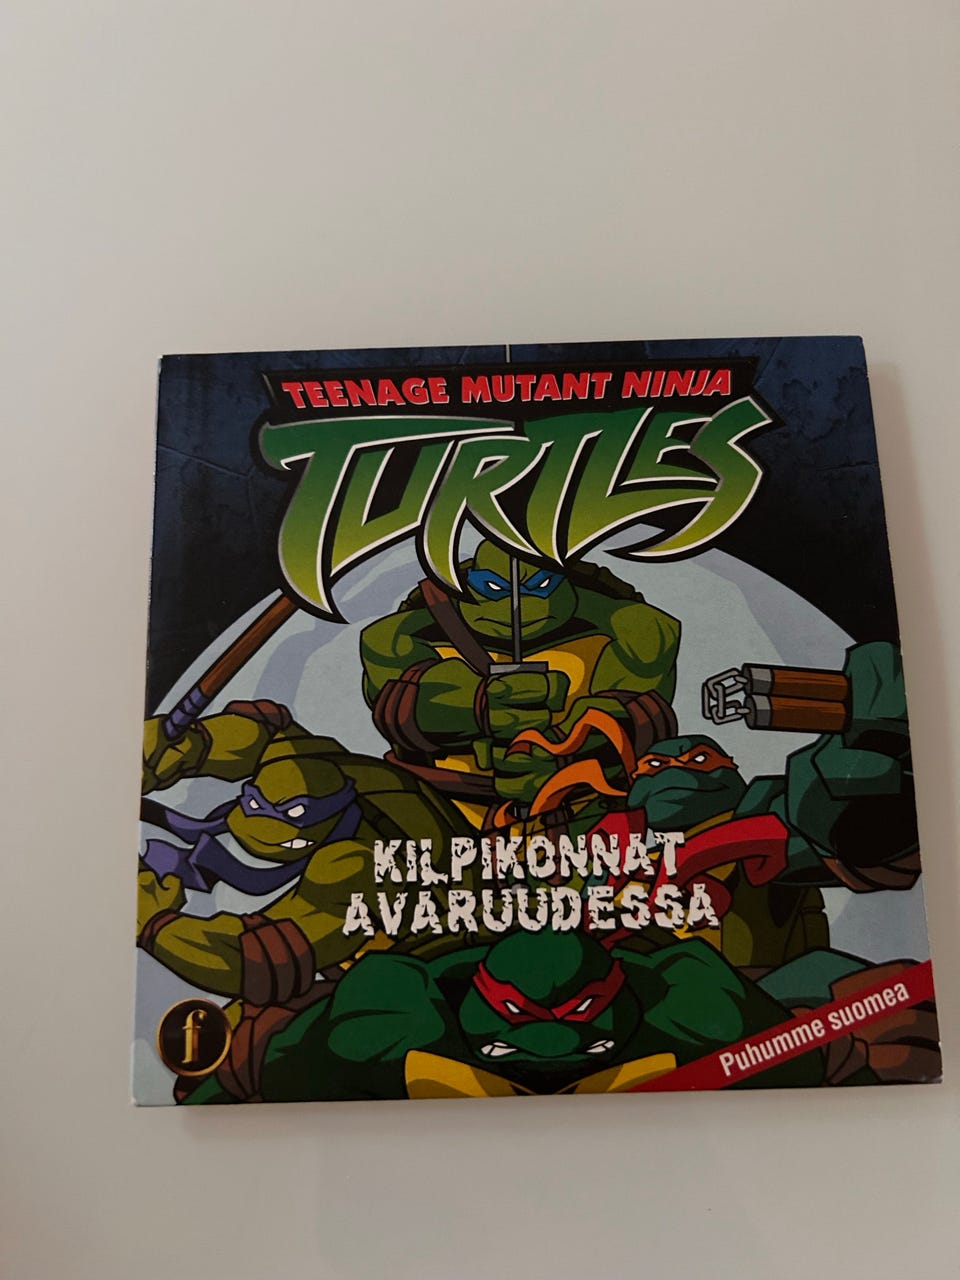 TEENAGE MUTANT NINJA
TURTLES
KILPIKONNAT
AVARUUDESSA
f
Puhumme suomea